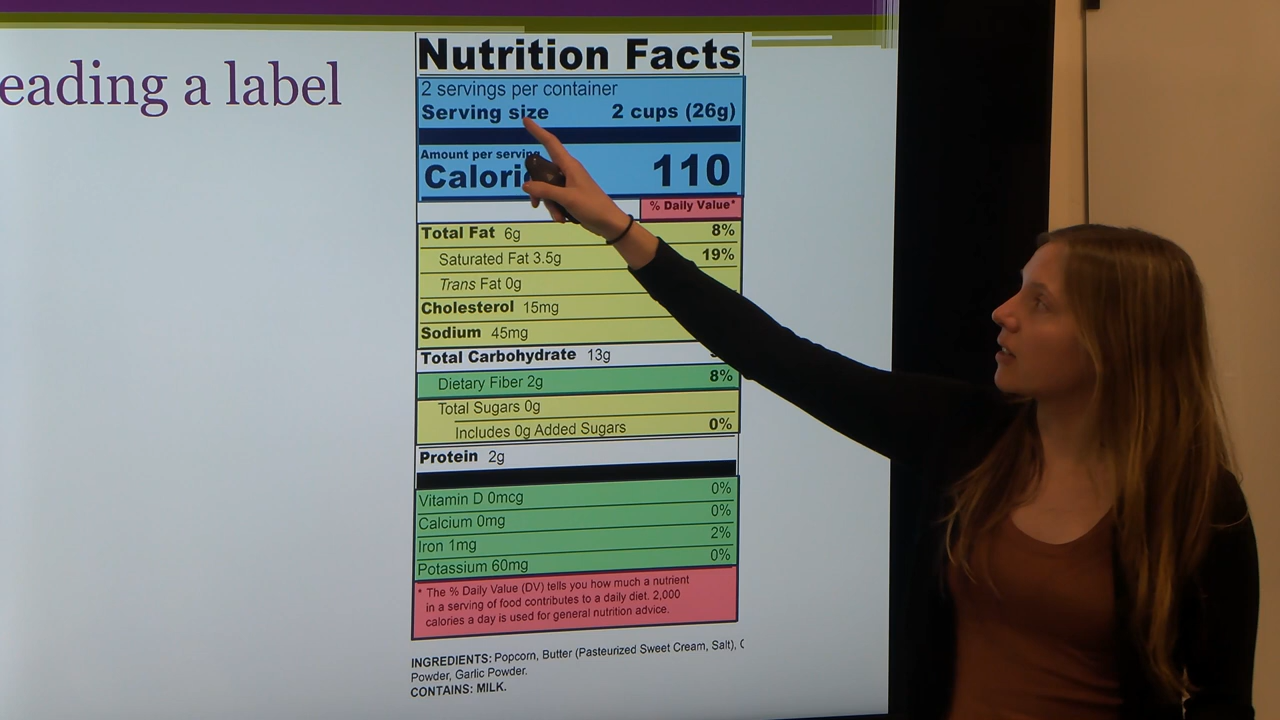 eading a label
Nutrition Facts
2 servings per container
Serving size 2 cups (26g)
Amount per serving
Calori 110
% Daily Value*
Total Fat 6g 8%
Saturated Fat 3.5g 19%
Trans Fat 0g
Cholesterol 15mg
Sodium 45mg
Total Carbohydrate 13g
Dietary Fiber 2g 8%
Total Sugars 0g
Includes 0g Added Sugars 0%
Protein 2g
Vitamin D 0mcg 0%
Calcium 0mg 0%
Iron 1mg 2%
Potassium 60mg 0%
* The % Daily Value (DV) tells you how much a nutrient
in a serving of food contributes to a daily diet. 2,000
calories a day is used for general nutrition advice.
INGREDIENTS: Popcorn, Butter (Pasteurized Sweet Cream, Salt),
Powder, Garlic Powder.
CONTAINS: MILK.